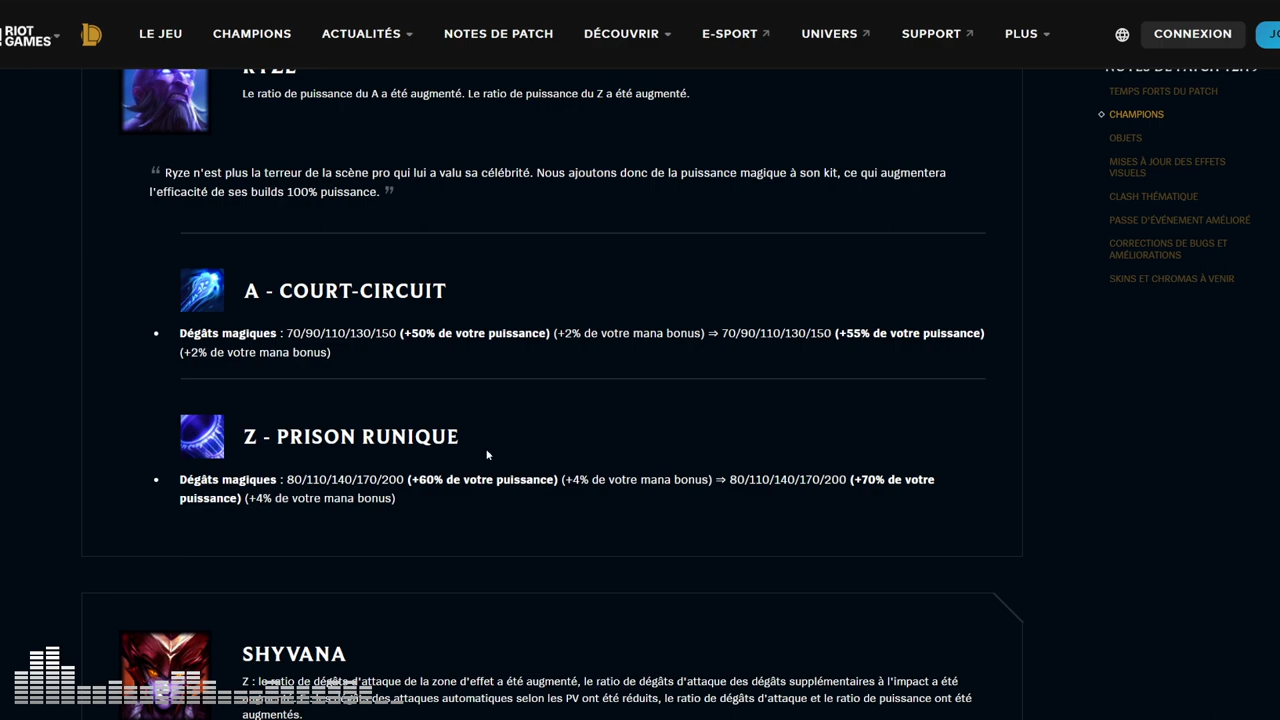 RIOT
GAMES
LE JEU
CHAMPIONS
ACTUALITÉS
NOTES DE PATCH
DÉCOUVRIR
E-SPORT
UNIVERS
SUPPORT
PLUS
CONNEXION
RYZE
Le ratio de puissance du A a été augmenté. Le ratio de puissance du Z a été augmenté.
“ Ryze n'est plus la terreur de la scène pro qui lui a valu sa célébrité. Nous ajoutons donc de la puissance magique à son kit, ce qui augmentera
l'efficacité de ses builds 100% puissance. ”
A - COURT-CIRCUIT
• Dégâts magiques : 70/90/110/130/150 (+50% de votre puissance) (+2% de votre mana bonus) ⇒ 70/90/110/130/150 (+55% de votre puissance)
(+2% de votre mana bonus)
Z - PRISON RUNIQUE
• Dégâts magiques : 80/110/140/170/200 (+60% de votre puissance) (+4% de votre mana bonus) ⇒ 80/110/140/170/200 (+70% de votre
puissance) (+4% de votre mana bonus)
SHYVANA
Z : le ratio de dégâts d'attaque de la zone d'effet a été augmenté, le ratio de dégâts d'attaque des dégâts supplémentaires à l'impact a été
des attaques automatiques selon les PV ont été réduits, le ratio de dégâts d'attaque et le ratio de puissance ont été
augmentés.
TEMPS FORTS DU PATCH
CHAMPIONS
OBJETS
MISES À JOUR DES EFFETS
VISUELS
CLASH THÉMATIQUE
PASSE D'ÉVÉNEMENT AMÉLIORÉ
CORRECTIONS DE BUGS ET
AMÉLIORATIONS
SKINS ET CHROMAS À VENIR